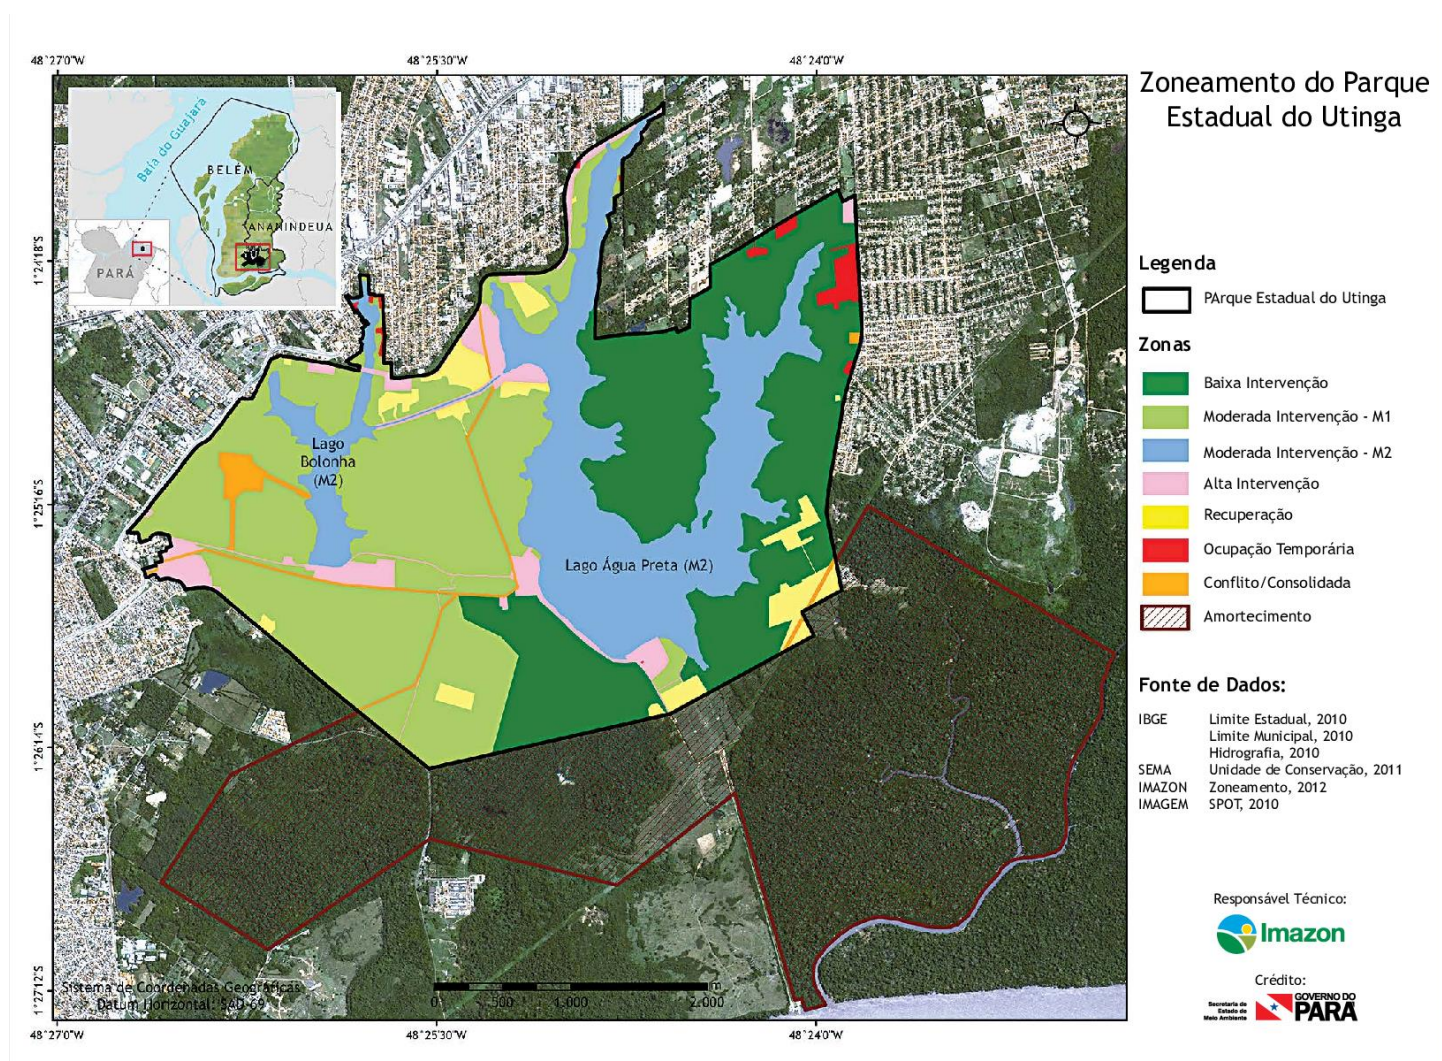 48°27'0"W
48°25'30"W
48°24'0"W
Zoneamento do Parque
Estadual do Utinga
Baía do Guajará
BELÉM
ANANINDEUA
PARÁ
1°24'18"S
1°25'16"S
1°26'14"S
1°27'12"S
Lago
Bolonha
(M2)
Lago Água Preta (M2)
Legenda
PArque Estadual do Utinga
Zonas
Baixa Intervenção
Moderada Intervenção - M1
Moderada Intervenção - M2
Alta Intervenção
Recuperação
Ocupação Temporária
Conflito/Consolidada
Amortecimento
Fonte de Dados:
IBGE Limite Estadual, 2010
Limite Municipal, 2010
Hidrografia, 2010
SEMA Unidade de Conservação, 2011
IMAZON Zoneamento, 2012
IMAGEM SPOT, 2010
Responsável Técnico:
Imazon
Crédito:
Secretaria de
Estado de
Meio Ambiente
GOVERNO DO
PARÁ
Sistema de Coordenadas Geográficas
Datum Horizontal: SAD 69
m
0 500 1.000 2.000
48°27'0"W
48°25'30"W
48°24'0"W